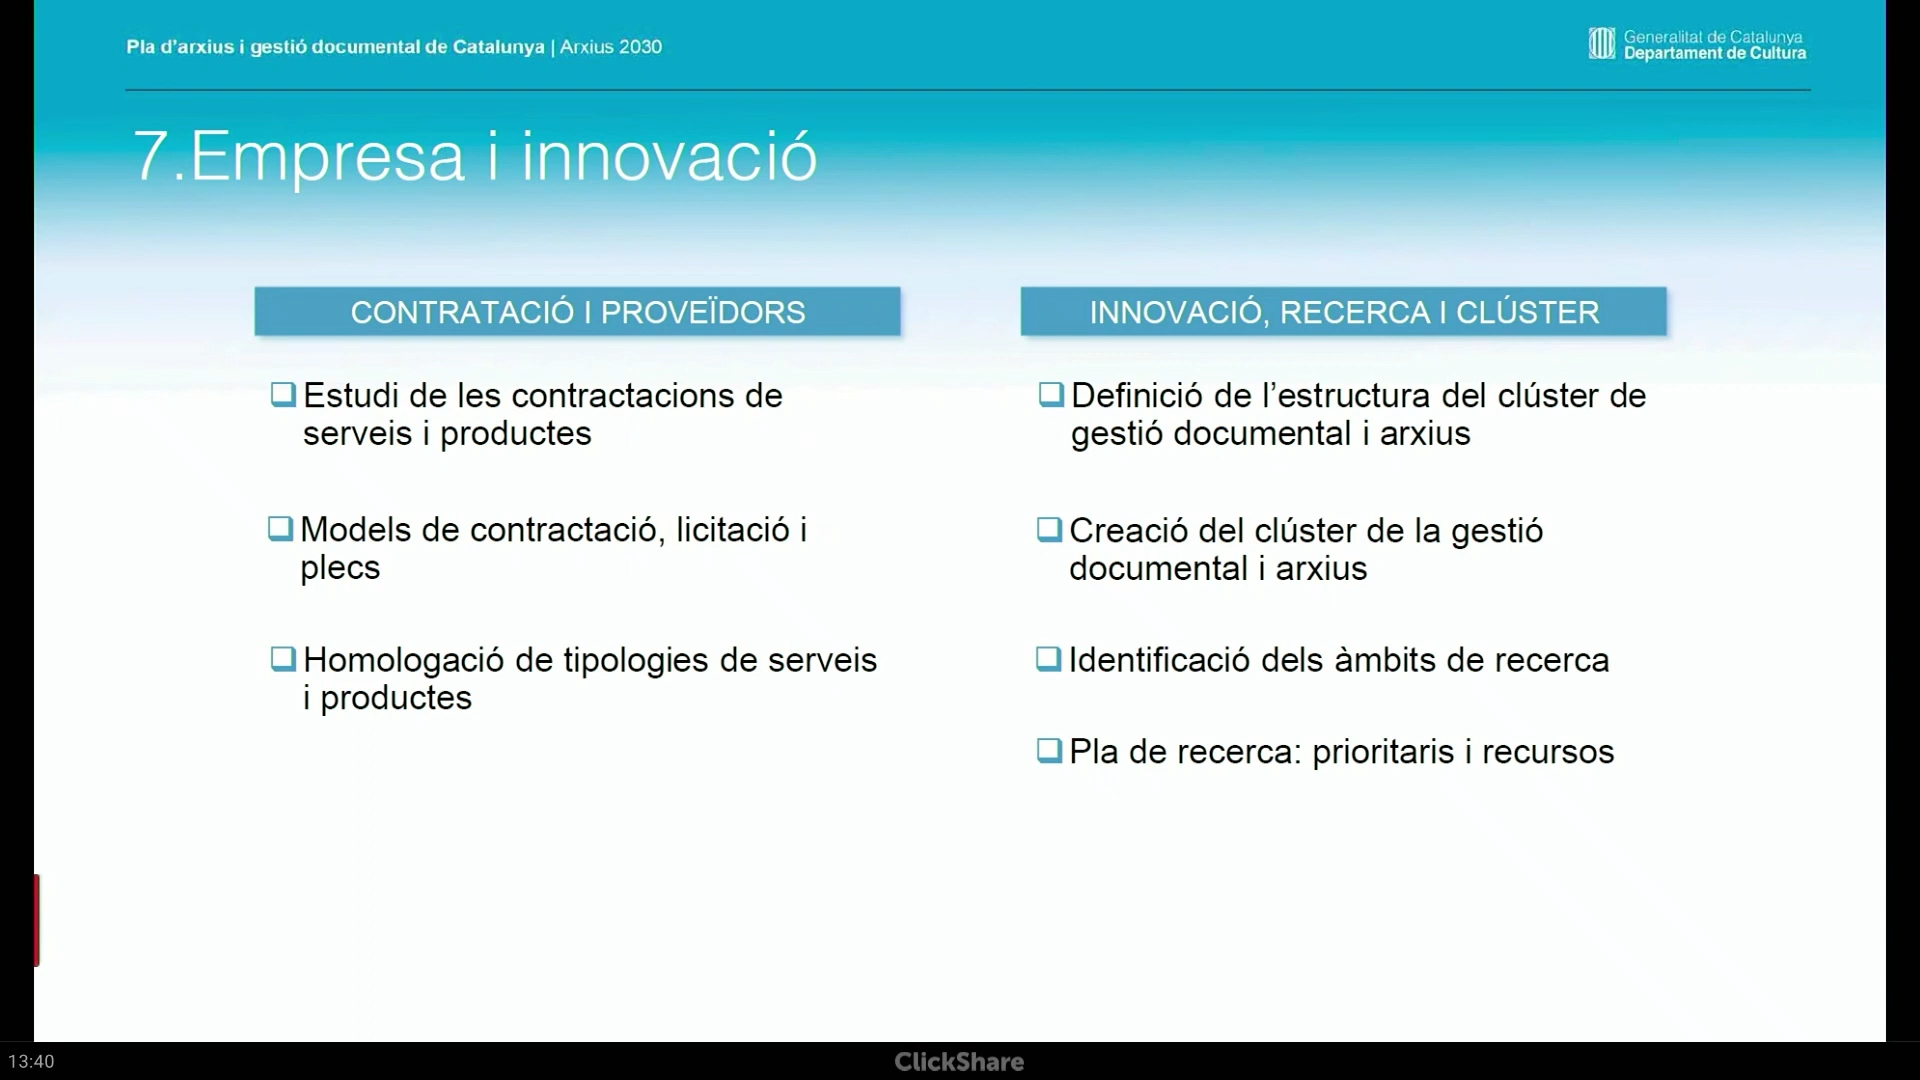 Pla d’arxius i gestió documental de Catalunya | Arxius 2030
Generalitat de Catalunya
Departament de Cultura
7.Empresa i innovació
CONTRATACIÓ I PROVEÏDORS
Estudi de les contractacions de
serveis i productes
Models de contractació, licitació i
plecs
Homologació de tipologies de serveis
i productes
INNOVACIÓ, RECERCA I CLÚSTER
Definició de l’estructura del clúster de
gestió documental i arxius
Creació del clúster de la gestió
documental i arxius
Identificació dels àmbits de recerca
Pla de recerca: prioritaris i recursos
13:40
ClickShare